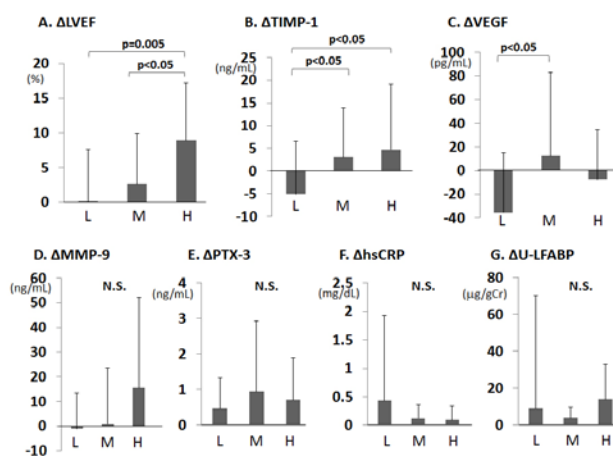 A. ΔLVEF
p=0.005
p<0.05
(%)
20
15
10
5
0
L M H
B. ΔTIMP-1
(ng/mL)
p<0.05
p<0.05
25
20
15
10
5
0
-5
-10
L M H
C. ΔVEGF
(pg/mL)
p<0.05
100
80
60
40
20
0
-20
-40
L M H
D. ΔMMP-9
(ng/mL)
N.S.
60
50
40
30
20
10
0
-10
L M H
E. ΔPTX-3
(ng/mL)
N.S.
4
3
2
1
0
L M H
F. ΔhsCRP
(mg/dL)
N.S.
2.5
2
1.5
1
0.5
0
L M H
G. ΔU-LFABP
(μg/gCr)
N.S.
80
60
40
20
0
L M H